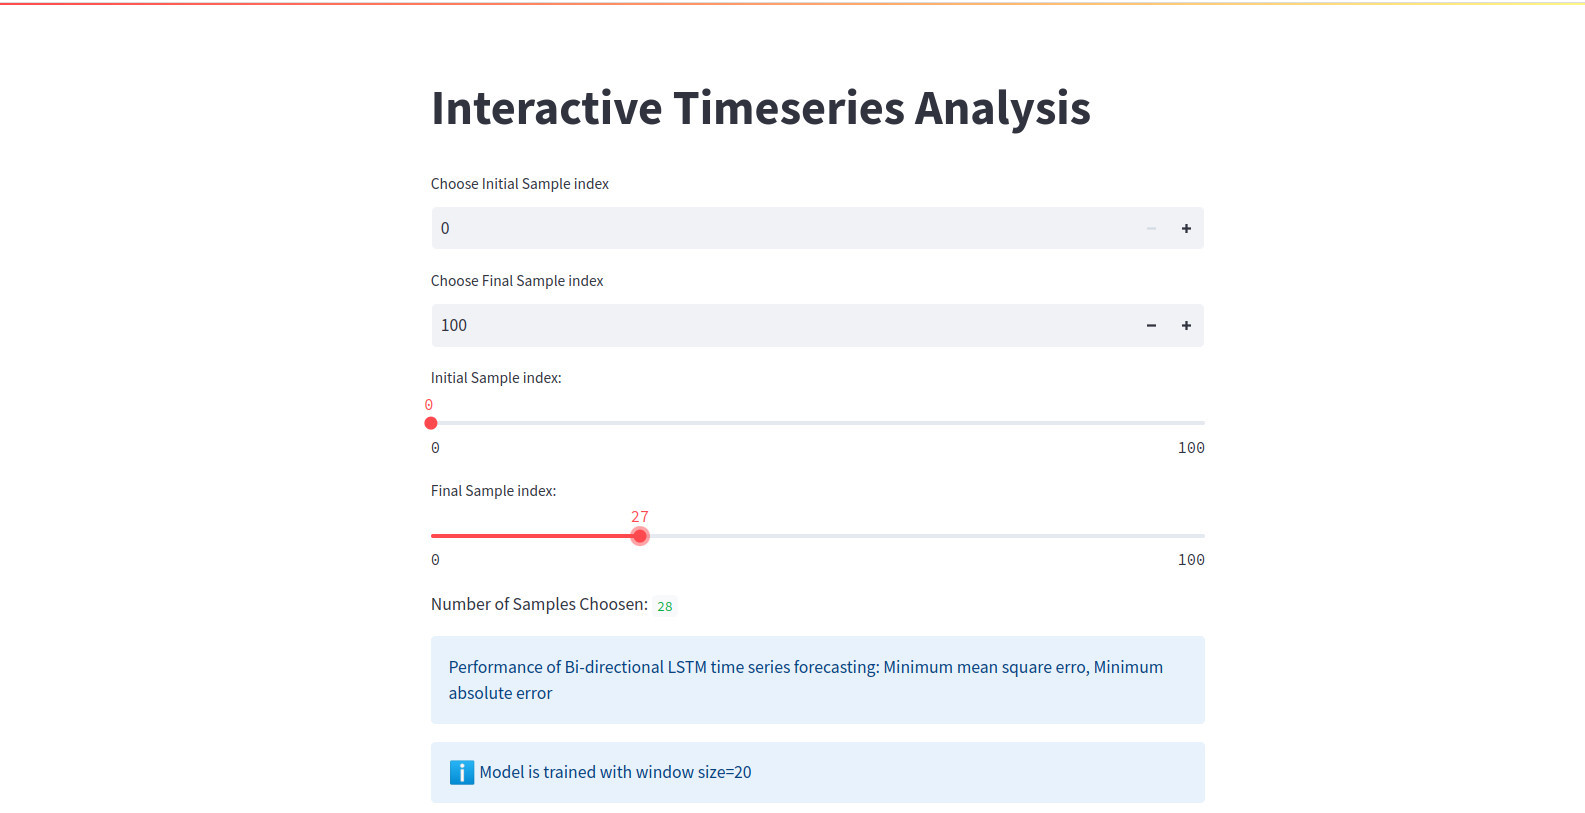 Interactive Timeseries Analysis
Choose Initial Sample index
0
Choose Final Sample index
100
Initial Sample index:
0
0 100
Final Sample index:
27
0 100
Number of Samples Choosen: 28
Performance of Bi-directional LSTM time series forecasting: Minimum mean square erro, Minimum
absolute error
ℹ️ Model is trained with window size=20